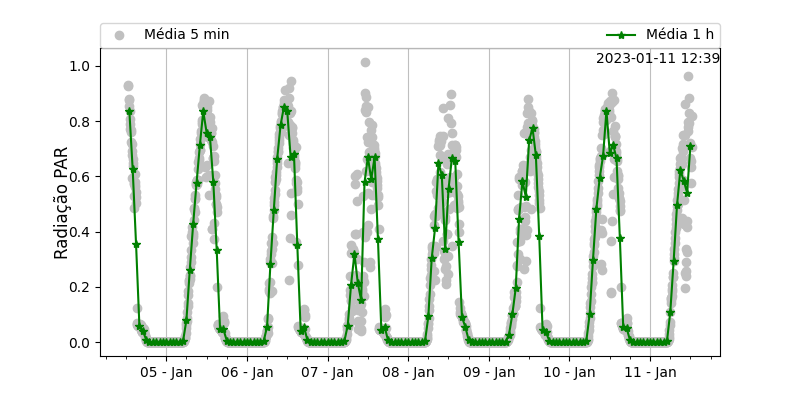 Média 5 min
Média 1 h
2023-01-11 12:39
Radiação PAR
1.0
0.8
0.6
0.4
0.2
0.0
05 - Jan
06 - Jan
07 - Jan
08 - Jan
09 - Jan
10 - Jan
11 - Jan